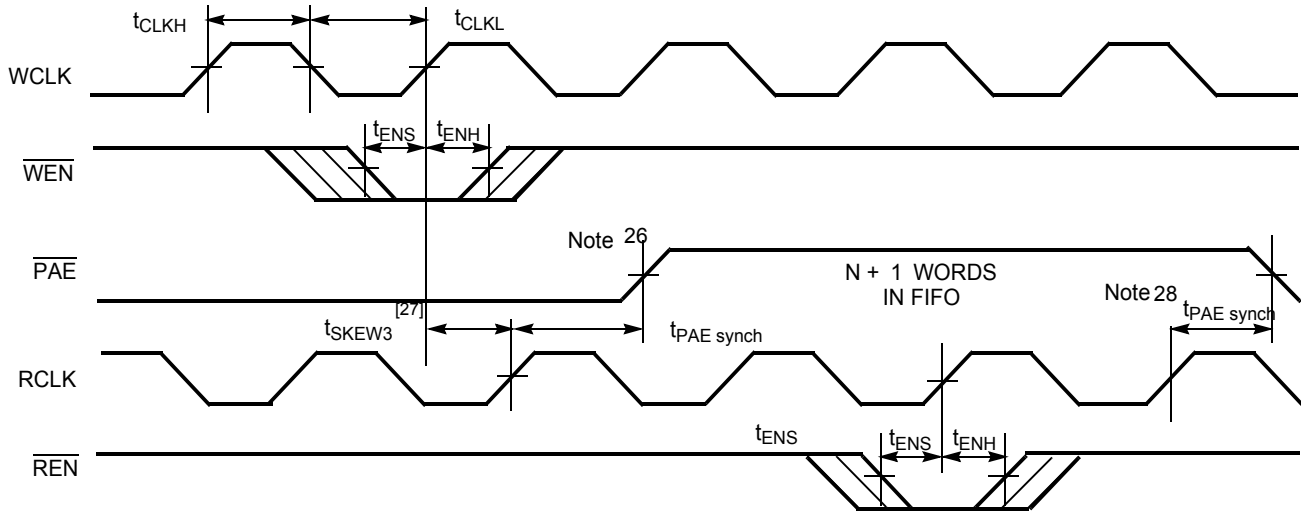 tCLKH
tCLKL
WCLK
tENS
tENH
WEN
Note 26
PAE
N + 1 WORDS
IN FIFO
Note 28
[27]
tSKEW3
tPAE synch
tPAE synch
RCLK
tENS
tENS
tENH
REN